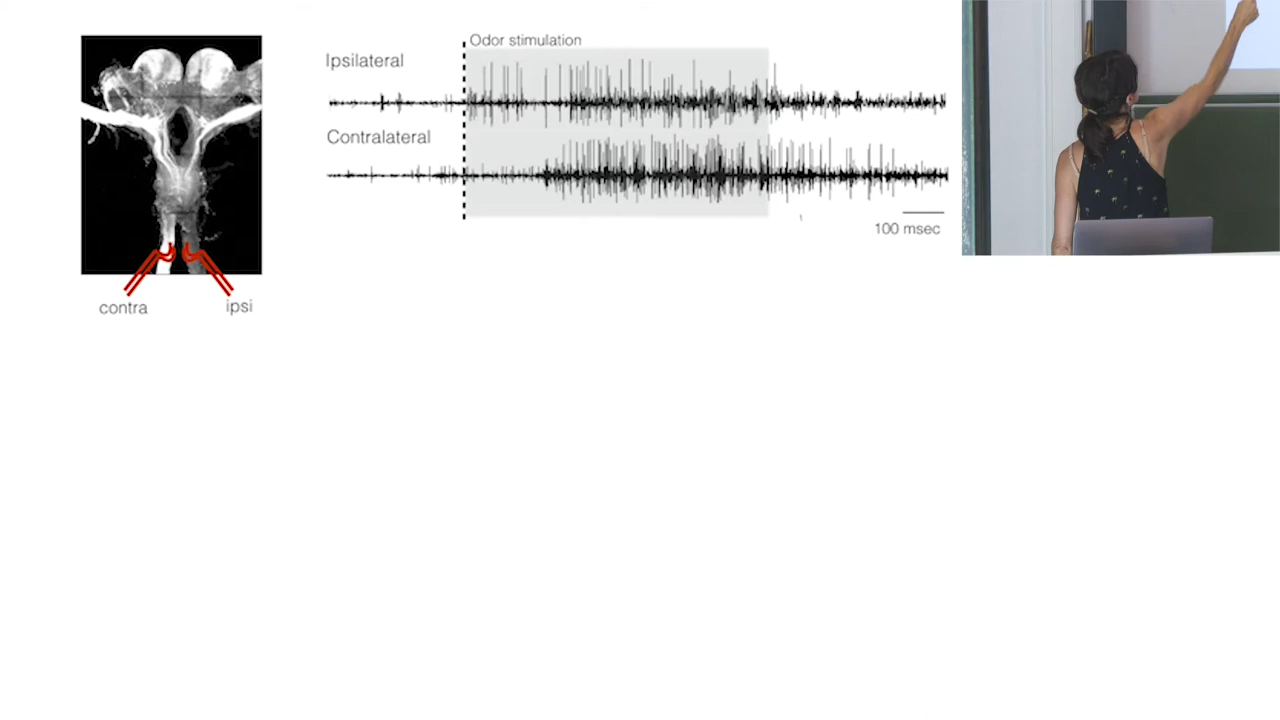 Odor stimulation
Ipsilateral
Contralateral
100 msec
contra
ipsi